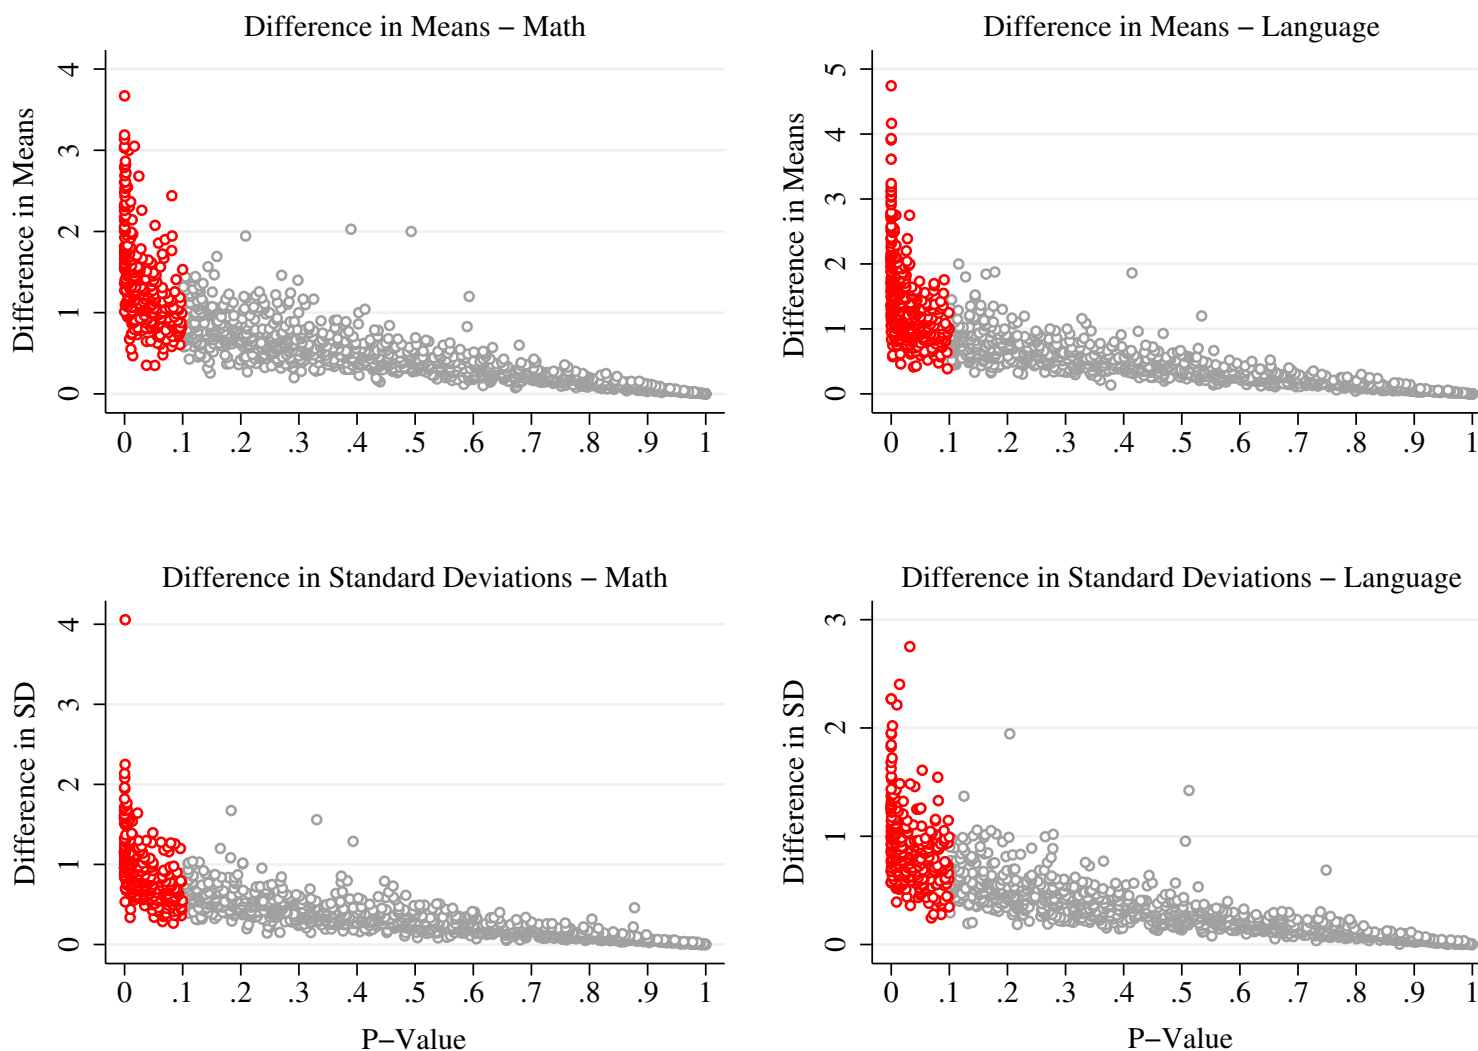 Difference in Means – Math
Difference in Means
4
3
2
1
0
0 .1 .2 .3 .4 .5 .6 .7 .8 .9 1
Difference in Means – Language
Difference in Means
5
4
3
2
1
0
0 .1 .2 .3 .4 .5 .6 .7 .8 .9 1
Difference in Standard Deviations – Math
Difference in SD
4
3
2
1
0
0 .1 .2 .3 .4 .5 .6 .7 .8 .9 1
P–Value
Difference in Standard Deviations – Language
Difference in SD
3
2
1
0
0 .1 .2 .3 .4 .5 .6 .7 .8 .9 1
P–Value